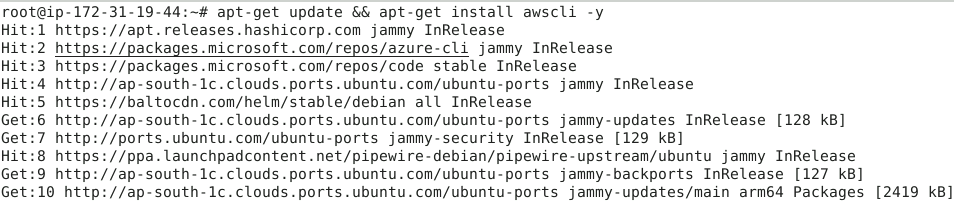 root@ip-172-31-19-44:~# apt-get update && apt-get install awscli -y
Hit:1 https://apt.releases.hashicorp.com jammy InRelease
Hit:2 https://packages.microsoft.com/repos/azure-cli jammy InRelease
Hit:3 https://packages.microsoft.com/repos/code stable InRelease
Hit:4 http://ap-south-1c.clouds.ports.ubuntu.com/ubuntu-ports jammy InRelease
Hit:5 https://baltocdn.com/helm/stable/debian all InRelease
Get:6 http://ap-south-1c.clouds.ports.ubuntu.com/ubuntu-ports jammy-updates InRelease [128 kB]
Get:7 http://ports.ubuntu.com/ubuntu-ports jammy-security InRelease [129 kB]
Hit:8 https://ppa.launchpadcontent.net/pipewire-debian/pipewire-upstream/ubuntu jammy InRelease
Get:9 http://ap-south-1c.clouds.ports.ubuntu.com/ubuntu-ports jammy-backports InRelease [127 kB]
Get:10 http://ap-south-1c.clouds.ports.ubuntu.com/ubuntu-ports jammy-updates/main arm64 Packages [2419 kB]